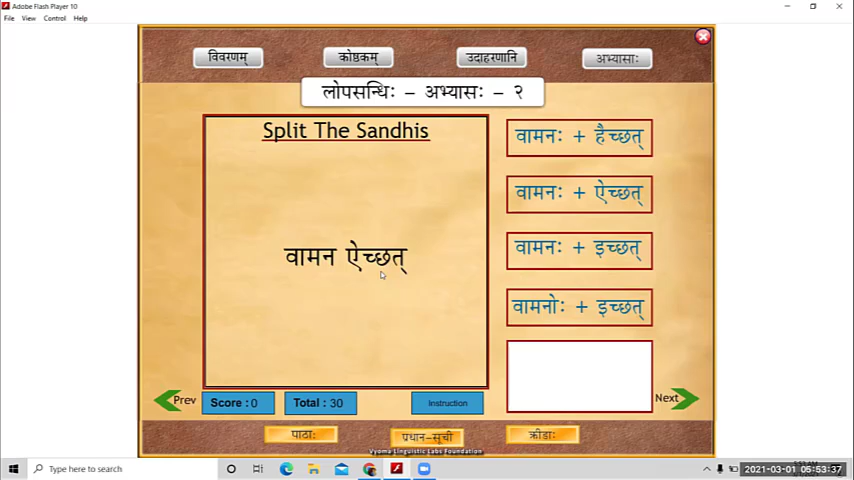 Adobe Flash Player 10
File View Control Help
विवरणम् कोष्ठकम् उदाहरणानि अभ्यासः
लोपसन्धिः - अभ्यासः - २
Split The Sandhis
वामन ऐच्छत्
वामनः + हैच्छत्
वामनः + ऐच्छत्
वामनः + इच्छत्
वामनोः + इच्छत्
Prev Score : 0 Total : 30 Instruction Next
पाठाः प्रधान-सूची क्रीडाः
Vyoma Linguistic Labs Foundation
Type here to search
2021-03-01 05:53:37